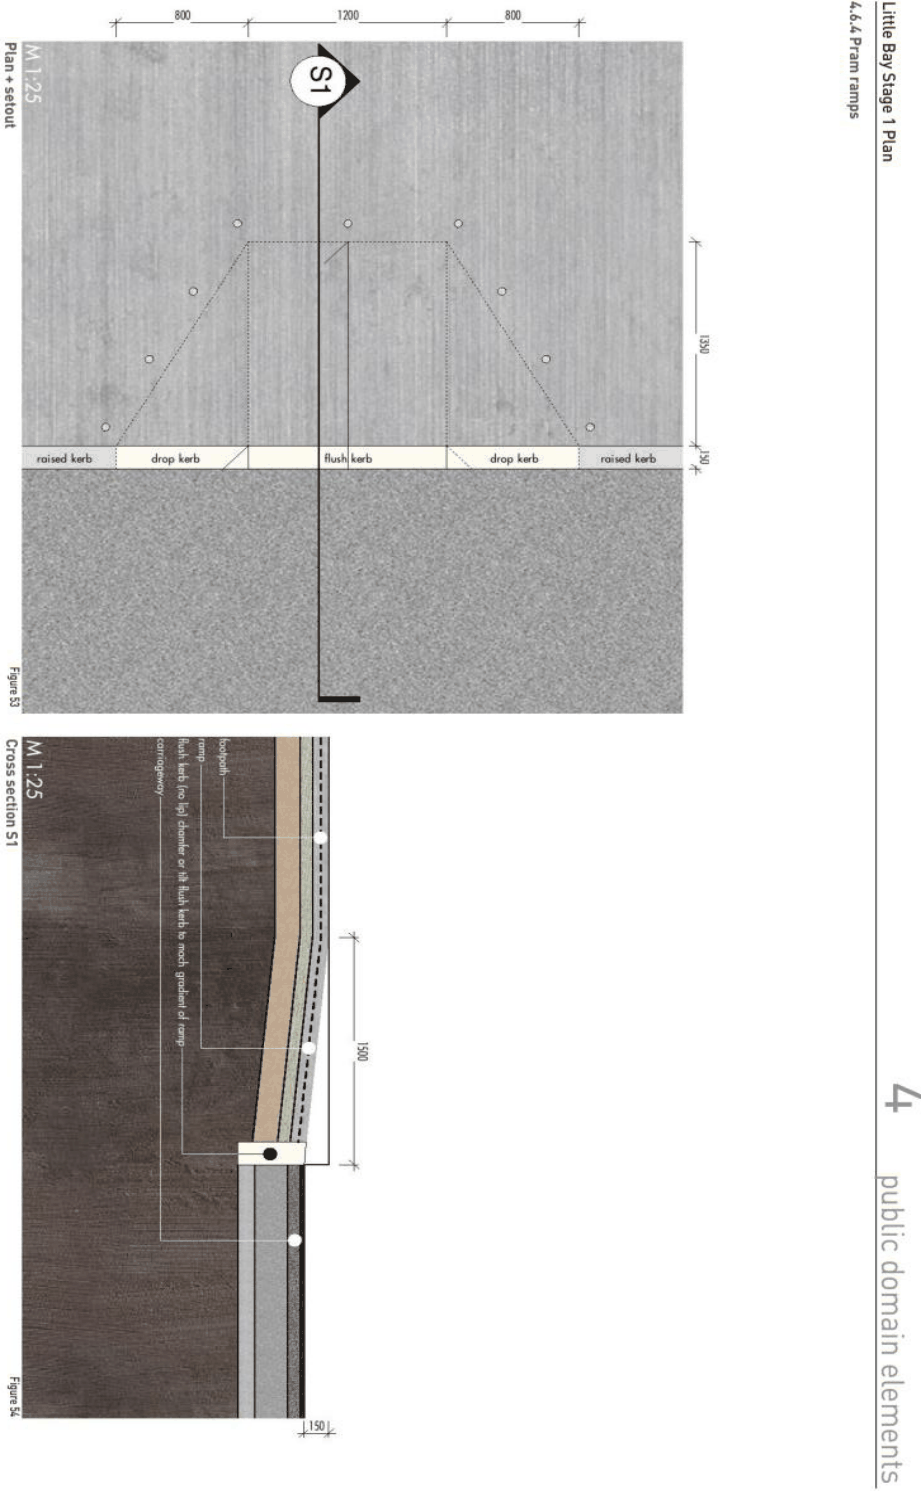 Little Bay Stage 1 Plan
4.6.4 Pram ramps
4
public domain elements
800
1200
800
S1
1350
150
raised kerb
drop kerb
flush kerb
drop kerb
raised kerb
M 1:25
Plan + setout
Figure 53
footpath
ramp
flush kerb (no lip) chamfer or tilt flush kerb to mach gradient of ramp
carriageway
1500
150
M 1:25
Cross section S1
Figure 54